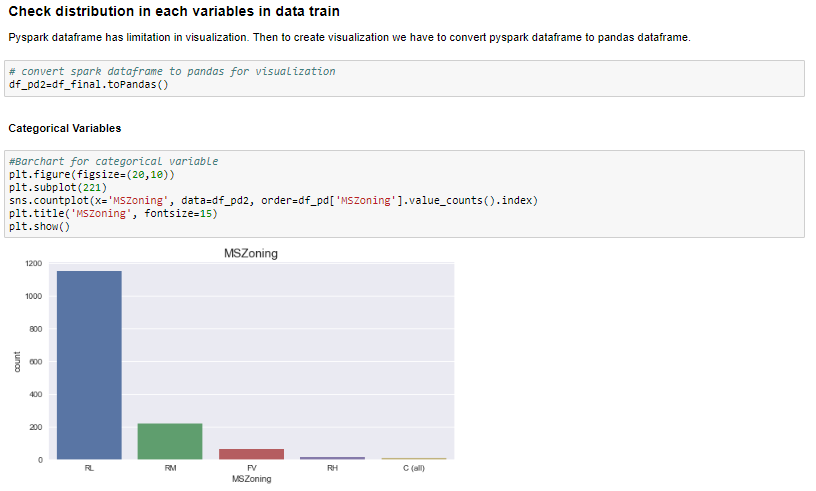 Check distribution in each variables in data train
Pyspark dataframe has limitation in visualization. Then to create visualization we have to convert pyspark dataframe to pandas dataframe.
# convert spark dataframe to pandas for visualization
df_pd2=df_final.toPandas()
Categorical Variables
#Barchart for categorical variable
plt.figure(figsize=(20,10))
plt.subplot(221)
sns.countplot(x='MSZoning', data=df_pd2, order=df_pd['MSZoning'].value_counts().index)
plt.title('MSZoning', fontsize=15)
plt.show()
MSZoning
1200
1000
800
600
400
200
0
count
RL RM FV RH C (all)
MSZoning